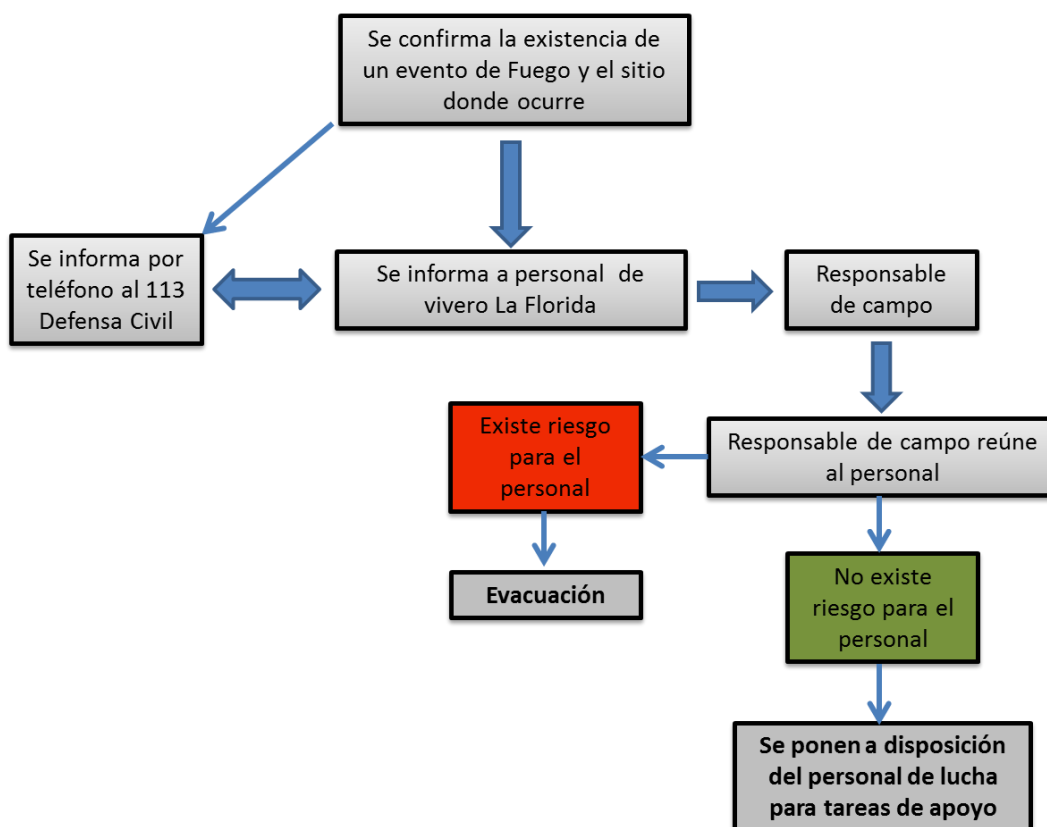 Se confirma la existencia de
un evento de Fuego y el sitio
donde ocurre
Se informa por
teléfono al 113
Defensa Civil
Se informa a personal de
vivero La Florida
Responsable
de campo
Existe riesgo
para el
personal
Responsable de campo reúne
al personal
Evacuación
No existe
riesgo para el
personal
Se ponen a disposición
del personal de lucha
para tareas de apoyo